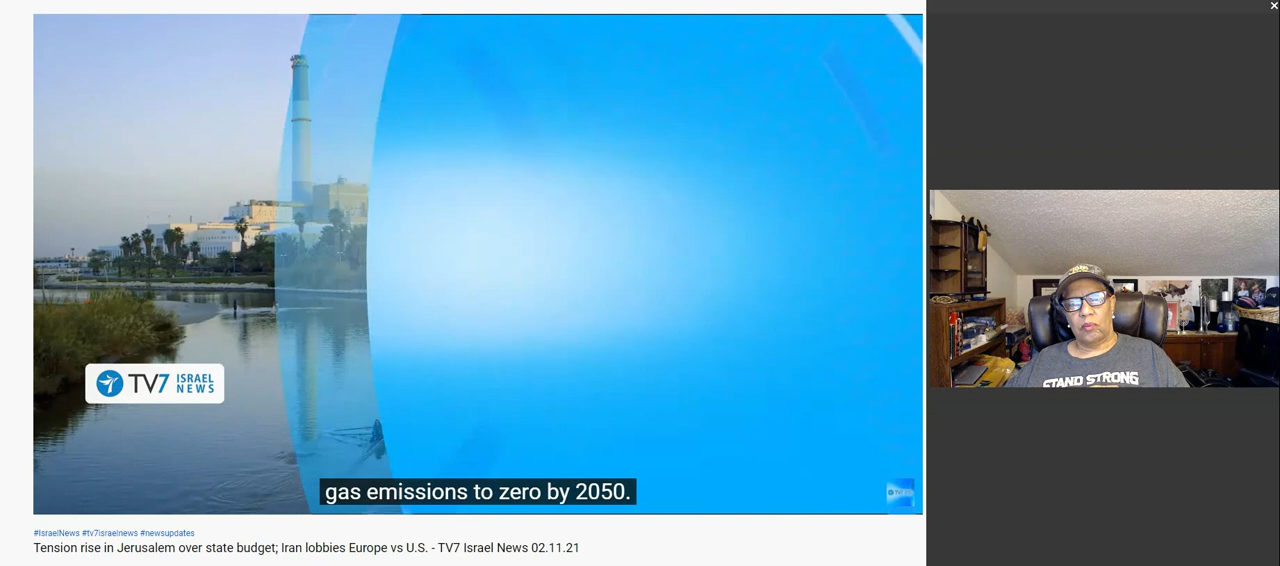 TV7 ISRAEL
NEWS
gas emissions to zero by 2050.
#IsraelNews #tv7israelnews #newsupdates
Tension rise in Jerusalem over state budget; Iran lobbies Europe vs U.S. - TV7 Israel News 02.11.21
STAND STRONG